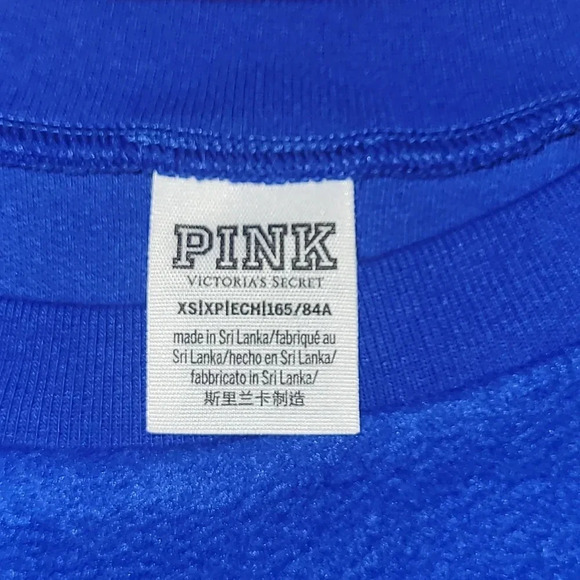 PINK
VICTORIA'S SECRET
XS|XP|ECH|165/84A
made in Sri Lanka/fabriqué au
Sri Lanka/hecho en Sri Lanka/
fabbricato in Sri Lanka/
斯里兰卡制造